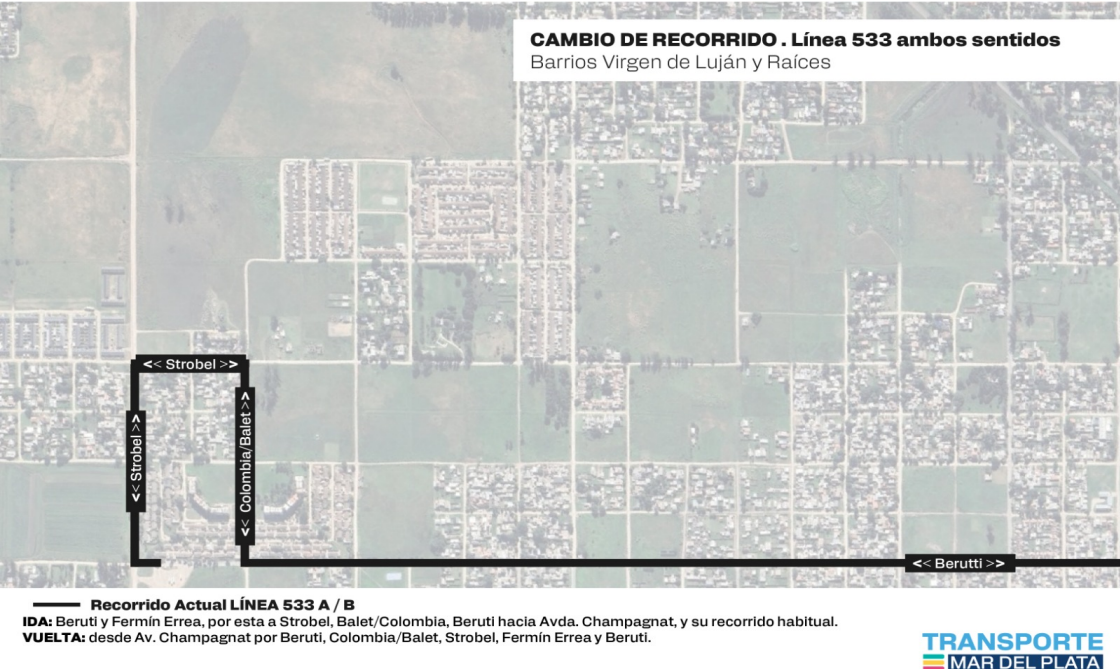 CAMBIO DE RECORRIDO . Línea 533 ambos sentidos
Barrios Virgen de Luján y Raíces
<< Strobel >>
<< Strobel >>
<< Colombia/Balet >>
<< Berutti >>
Recorrido Actual LÍNEA 533 A / B
IDA: Beruti y Fermín Errea, por esta a Strobel, Balet/Colombia, Beruti hacia Avda. Champagnat, y su recorrido habitual.
VUELTA: desde Av. Champagnat por Beruti, Colombia/Balet, Strobel, Fermín Errea y Beruti.
TRANSPORTE
MAR DEL PLATA